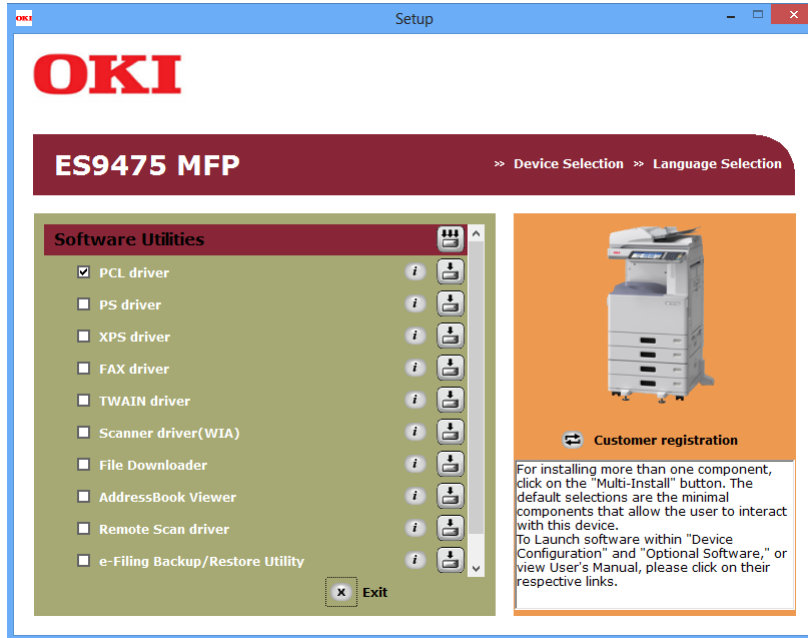 OKI
Setup
OKI
ES9475 MFP
>> Device Selection >> Language Selection
Software Utilities
PCL driver
PS driver
XPS driver
FAX driver
TWAIN driver
Scanner driver(WIA)
File Downloader
AddressBook Viewer
Remote Scan driver
e-Filing Backup/Restore Utility
x Exit
Customer registration
For installing more than one component,
click on the "Multi-Install" button. The
default selections are the minimal
components that allow the user to interact
with this device.
To Launch software within "Device
Configuration" and "Optional Software," or
view User's Manual, please click on their
respective links.